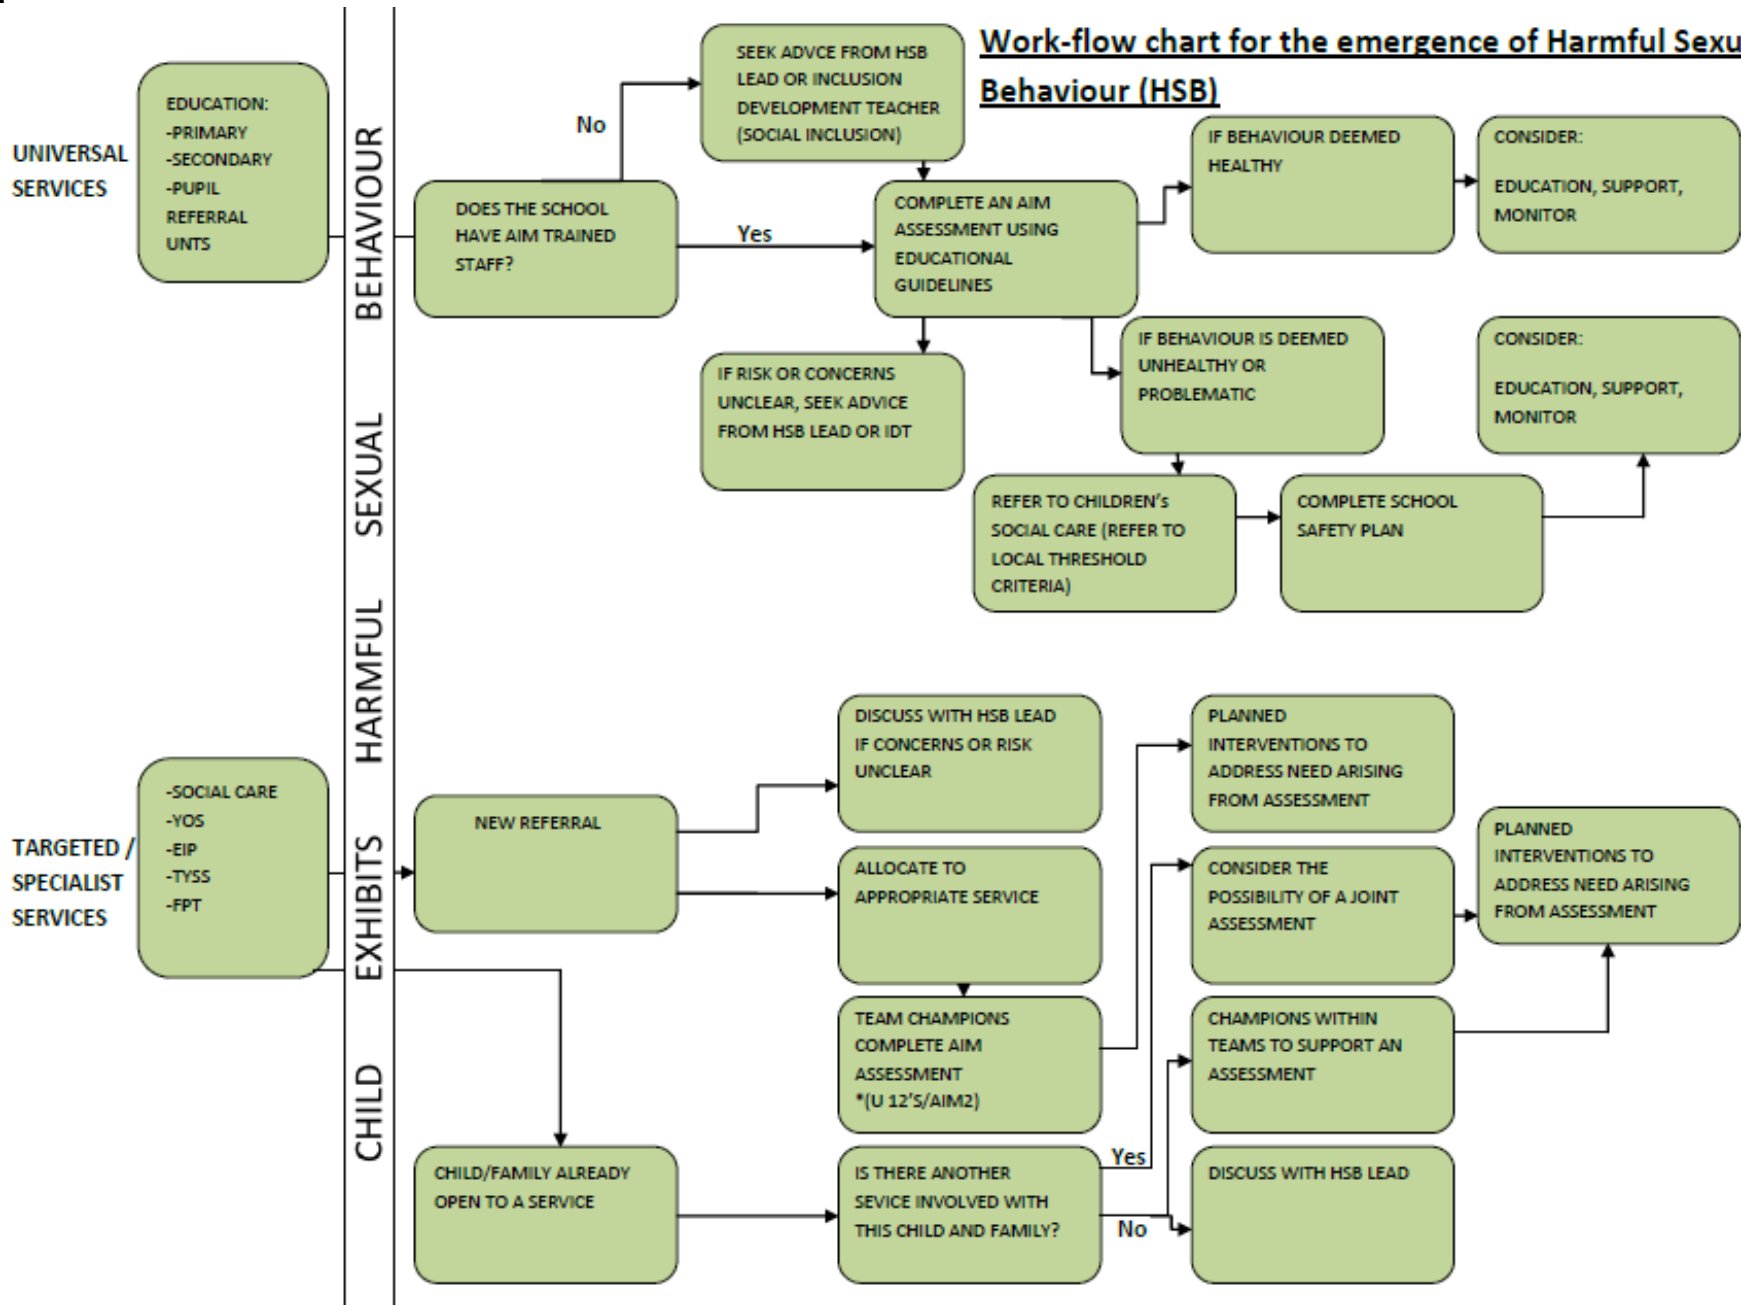 Work-flow chart for the emergence of Harmful Sexu
Behaviour (HSB)
UNIVERSAL
SERVICES
EDUCATION:
-PRIMARY
-SECONDARY
-PUPIL
REFERRAL
UNTS
CHILD EXHIBITS HARMFUL SEXUAL BEHAVIOUR
DOES THE SCHOOL
HAVE AIM TRAINED
STAFF?
No
SEEK ADVCE FROM HSB
LEAD OR INCLUSION
DEVELOPMENT TEACHER
(SOCIAL INCLUSION)
Yes
COMPLETE AN AIM
ASSESSMENT USING
EDUCATIONAL
GUIDELINES
IF BEHAVIOUR DEEMED
HEALTHY
CONSIDER:
EDUCATION, SUPPORT,
MONITOR
IF RISK OR CONCERNS
UNCLEAR, SEEK ADVICE
FROM HSB LEAD OR IDT
IF BEHAVIOUR IS DEEMED
UNHEALTHY OR
PROBLEMATIC
CONSIDER:
EDUCATION, SUPPORT,
MONITOR
REFER TO CHILDREN's
SOCIAL CARE (REFER TO
LOCAL THRESHOLD
CRITERIA)
COMPLETE SCHOOL
SAFETY PLAN
TARGETED /
SPECIALIST
SERVICES
-SOCIAL CARE
-YOS
-EIP
-TYSS
-FPT
NEW REFERRAL
DISCUSS WITH HSB LEAD
IF CONCERNS OR RISK
UNCLEAR
ALLOCATE TO
APPROPRIATE SERVICE
TEAM CHAMPIONS
COMPLETE AIM
ASSESSMENT
*(U 12'S/AIM2)
PLANNED
INTERVENTIONS TO
ADDRESS NEED ARISING
FROM ASSESSMENT
CONSIDER THE
POSSIBILITY OF A JOINT
ASSESSMENT
PLANNED
INTERVENTIONS TO
ADDRESS NEED ARISING
FROM ASSESSMENT
CHAMPIONS WITHIN
TEAMS TO SUPPORT AN
ASSESSMENT
CHILD/FAMILY ALREADY
OPEN TO A SERVICE
IS THERE ANOTHER
SEVICE INVOLVED WITH
THIS CHILD AND FAMILY?
Yes
No
DISCUSS WITH HSB LEAD